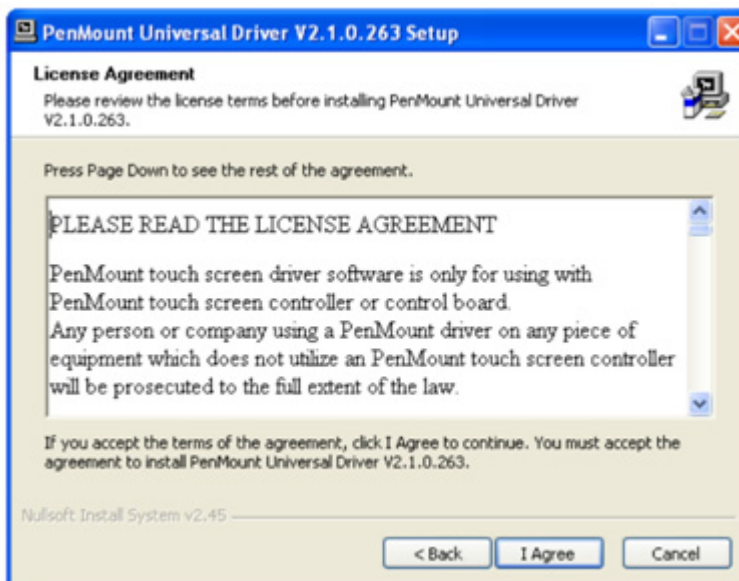 PenMount Universal Driver V2.1.0.263 Setup
License Agreement
Please review the license terms before installing PenMount Universal Driver
V2.1.0.263.
Press Page Down to see the rest of the agreement.
PLEASE READ THE LICENSE AGREEMENT
PenMount touch screen driver software is only for using with
PenMount touch screen controller or control board.
Any person or company using a PenMount driver on any piece of
equipment which does not utilize an PenMount touch screen controller
will be prosecuted to the full extent of the law.
If you accept the terms of the agreement, click I Agree to continue. You must accept the
agreement to install PenMount Universal Driver V2.1.0.263.
Nullsoft Install System v2.45
< Back I Agree Cancel